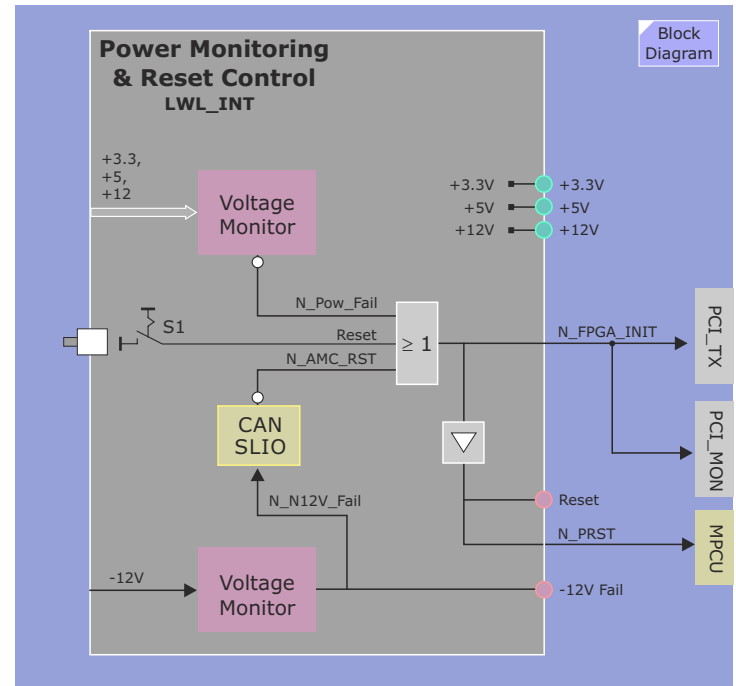 Power Monitoring
& Reset Control
LWL_INT
Block
Diagram
+3.3,
+5,
+12
Voltage
Monitor
+3.3V
+3.3V
+5V
+5V
+12V
+12V
N_Pow_Fail
S1
Reset
N_AMC_RST
≥ 1
N_FPGA_INIT
PCI_TX
CAN
SLIO
PCI_MON
N_N12V_Fail
Reset
N_PRST
MPCU
-12V
Voltage
Monitor
-12V Fail